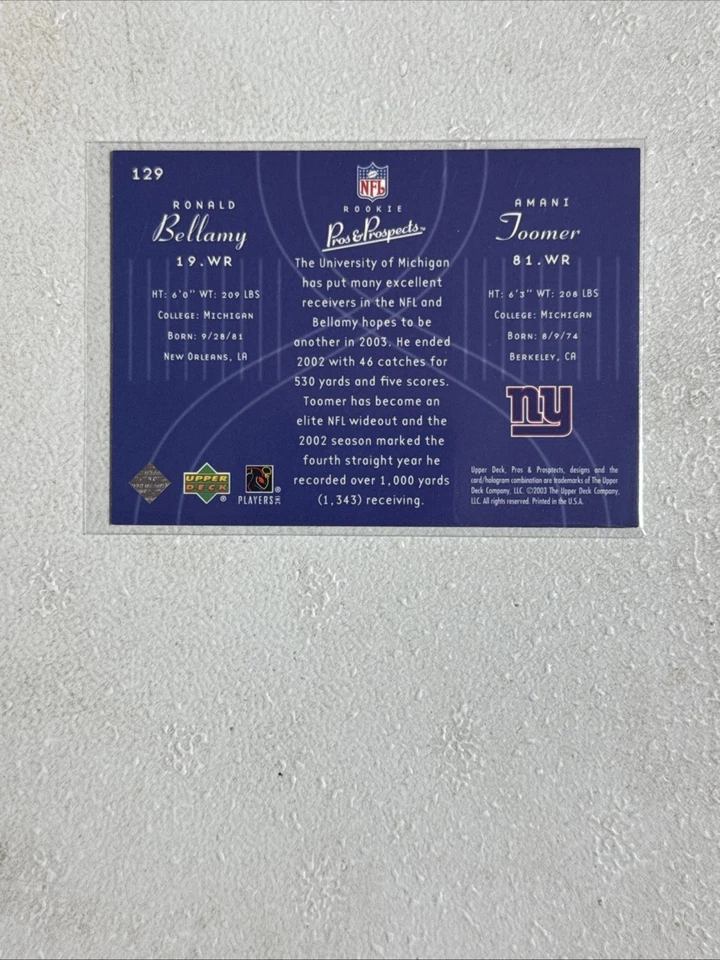 129
RONALD
Bellamy
19.WR
HT: 6'0" WT: 209 LBS
COLLEGE: MICHIGAN
BORN: 9/28/81
NEW ORLEANS, LA
NFL
ROOKIE
Pros & Prospects™
The University of Michigan
has put many excellent
receivers in the NFL and
Bellamy hopes to be
another in 2003. He ended
2002 with 46 catches for
530 yards and five scores.
Toomer has become an
elite NFL wideout and the
2002 season marked the
fourth straight year he
recorded over 1,000 yards
(1,343) receiving.
AMANI
Toomer
81.WR
HT: 6'3" WT: 208 LBS
COLLEGE: MICHIGAN
BORN: 8/9/74
BERKELEY, CA
ny
UPPER
DECK
®
PLAYERS INC
®
Upper Deck, Pros & Prospects, designs and the
card/hologram combination are trademarks of The Upper
Deck Company, LLC. ©2003 The Upper Deck Company,
LLC. All rights reserved. Printed in the U.S.A.